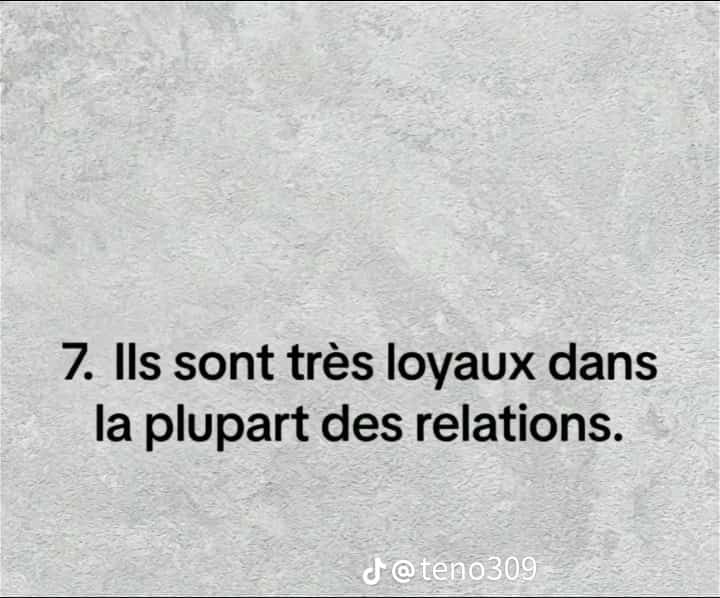 7. Ils sont très loyaux dans
la plupart des relations.
@teno309